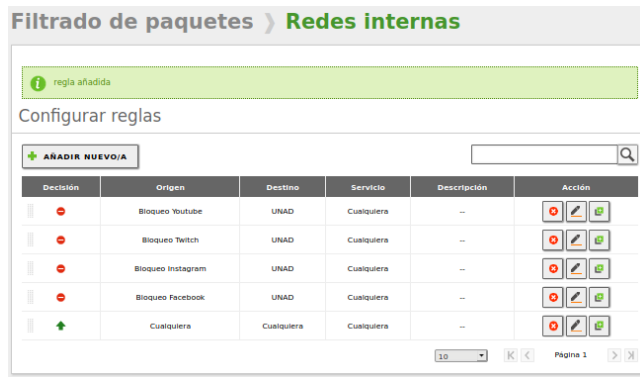 Filtrado de paquetes ❯ Redes internas
regla añadida
Configurar reglas
AÑADIR NUEVO/A
Decisión Origen Destino Servicio Descripción Acción
Bloqueo Youtube UNAD Cualquiera --
Bloqueo Twitch UNAD Cualquiera --
Bloqueo Instagram UNAD Cualquiera --
Bloqueo Facebook UNAD Cualquiera --
Cualquiera Cualquiera Cualquiera --
10 Página 1